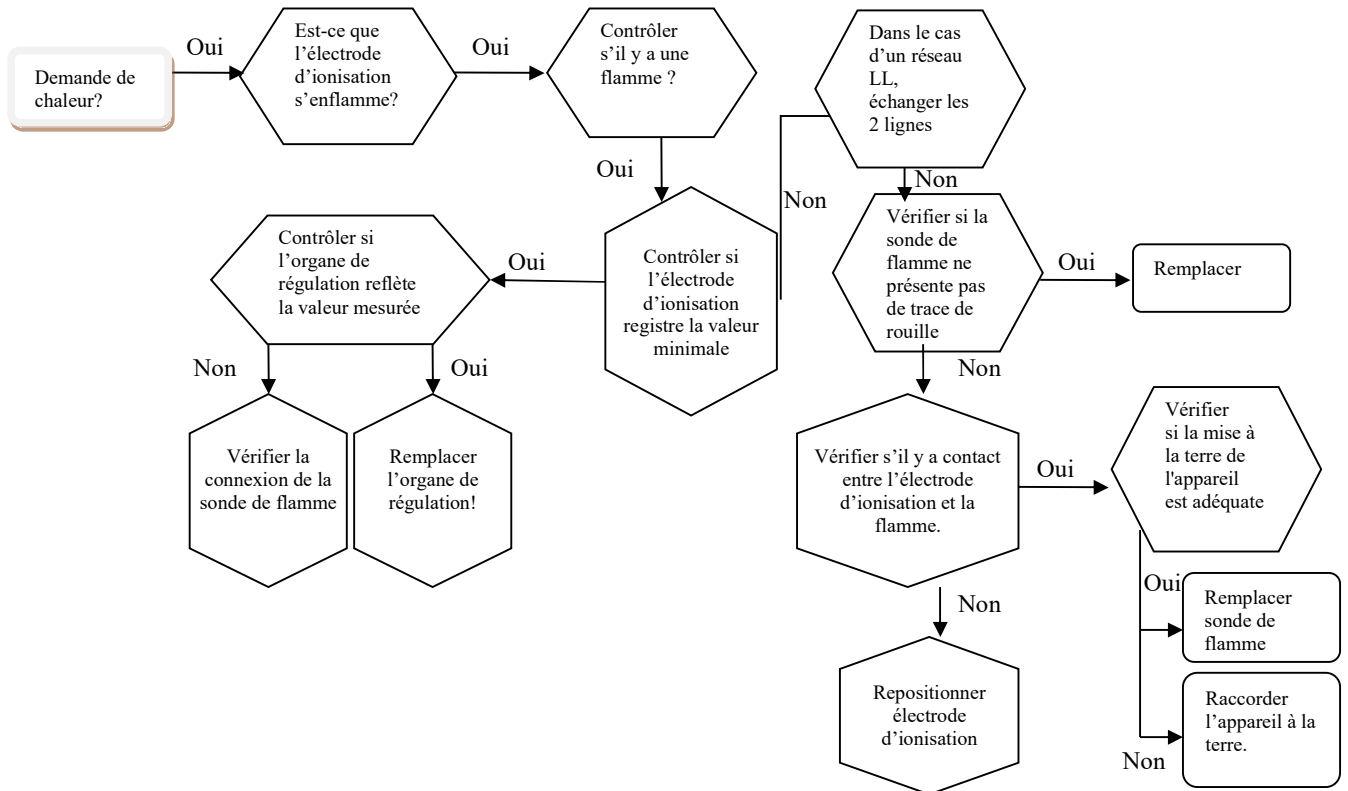 Demande de
chaleur?
Oui
Est-ce que
l’électrode
d’ionisation
s’enflamme?
Oui
Contrôler
s’il y a une
flamme ?
Oui
Contrôler si
l’électrode
d’ionisation
registre la valeur
minimale
Oui
Contrôler si
l’organe de
régulation reflète
la valeur mesurée
Non
Vérifier la
connexion de la
sonde de flamme
Oui
Remplacer
l’organe de
régulation!
Non
Dans le cas
d’un réseau
LL,
échanger les
2 lignes
Non
Vérifier si la
sonde de
flamme ne
présente pas
de trace de
rouille
Oui
Remplacer
Non
Vérifier s’il y a contact
entre l’électrode
d’ionisation et la
flamme.
Oui
Vérifier
si la mise à
la terre de
l'appareil
est adéquate
Oui
Remplacer
sonde de
flamme
Non
Raccorder
l’appareil à la
terre.
Non
Repositionner
électrode
d’ionisation